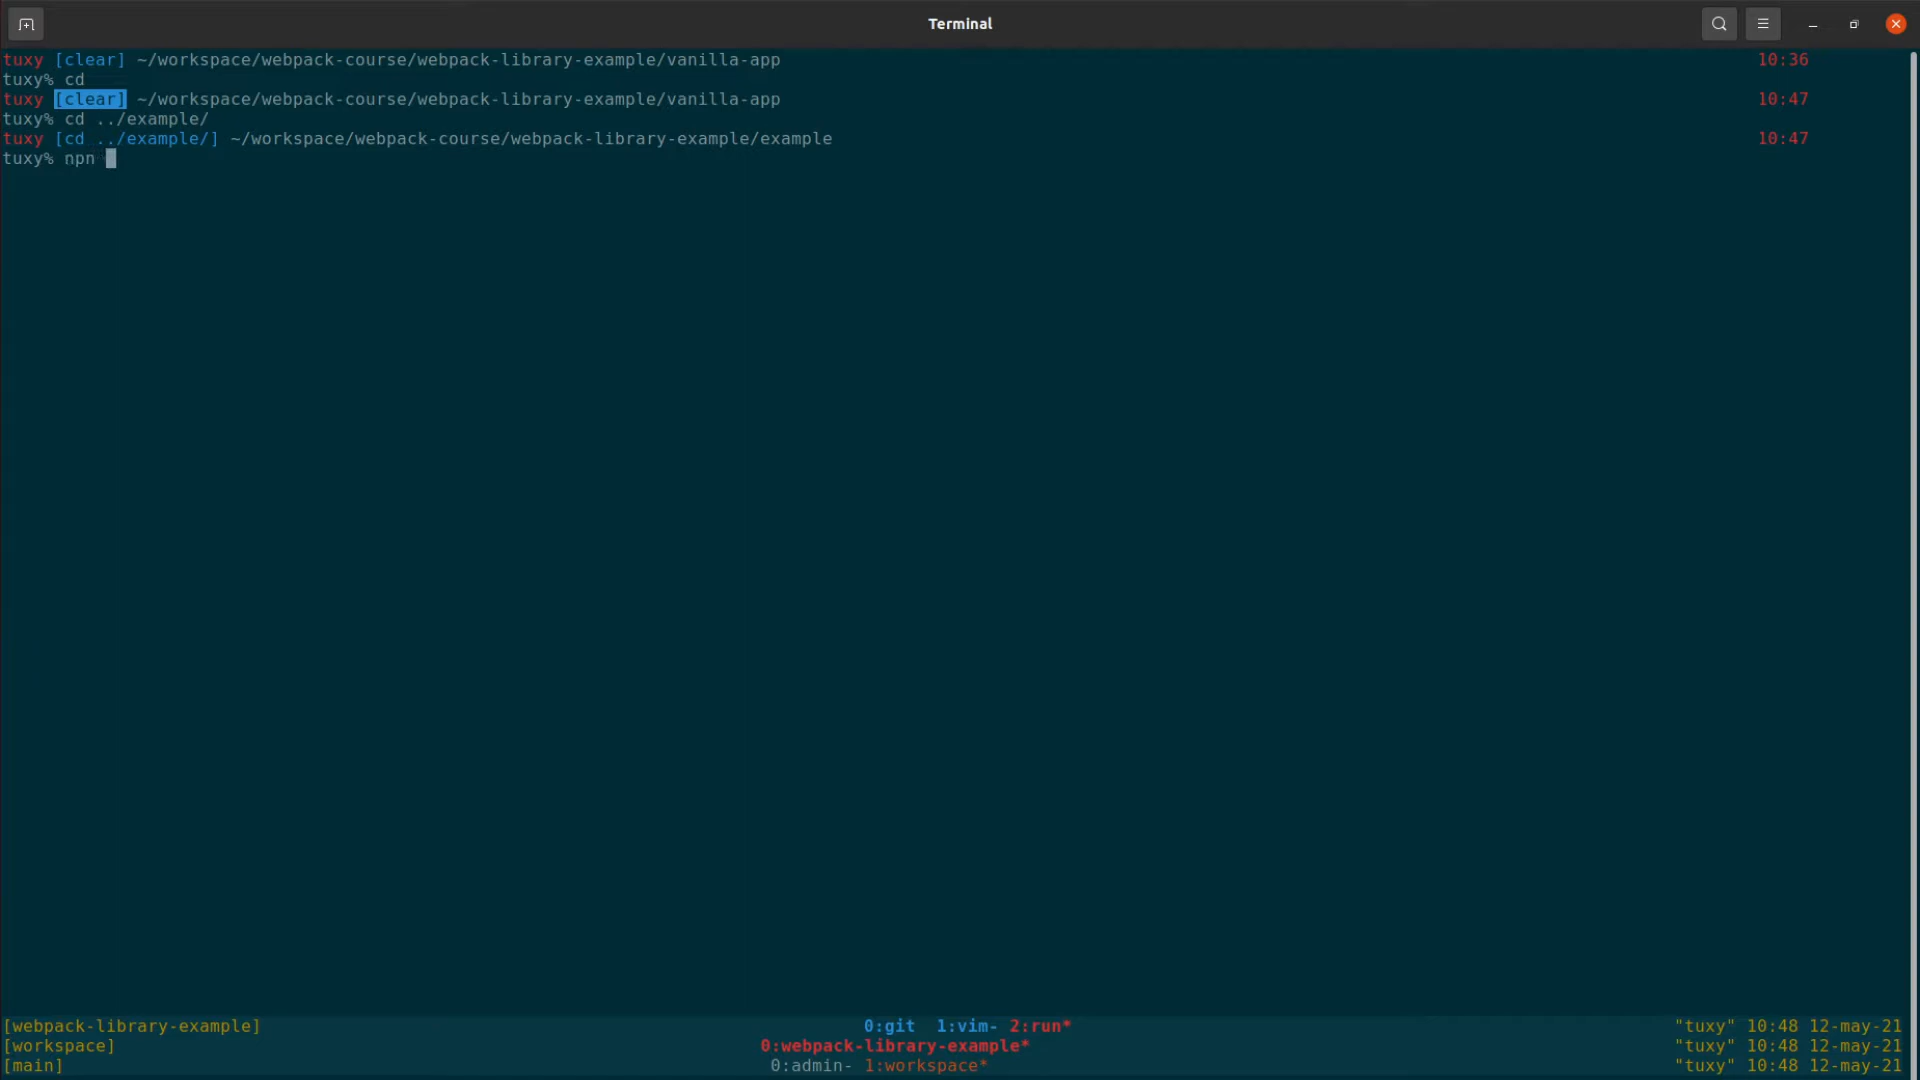 Terminal
tuxy [clear] ~/workspace/webpack-course/webpack-library-example/vanilla-app 10:36
tuxy% cd
tuxy [clear] ~/workspace/webpack-course/webpack-library-example/vanilla-app 10:47
tuxy% cd ../example/
tuxy [cd ../example/] ~/workspace/webpack-course/webpack-library-example/example 10:47
tuxy% npn
[webpack-library-example] 0:git 1:vim- 2:run* "tuxy" 10:48 12-may-21
[workspace] 0:webpack-library-example* "tuxy" 10:48 12-may-21
[main] 0:admin- 1:workspace* "tuxy" 10:48 12-may-21